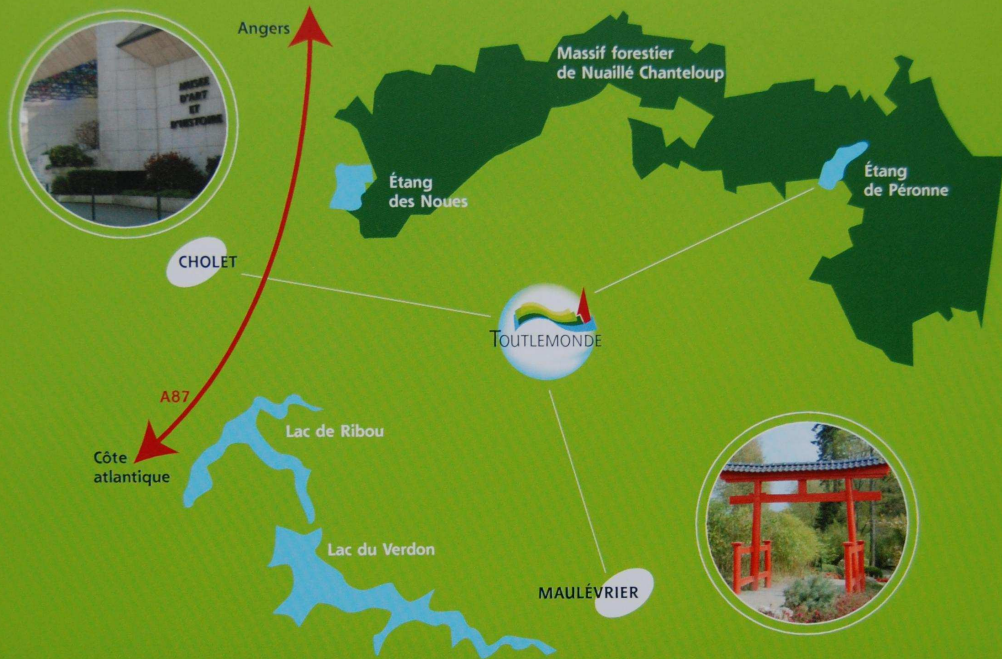 Angers
Massif forestier
de Nuaillé Chanteloup
MUSEE
D'ART
ET
D'HISTOIRE
Étang
des Noues
Étang
de Péronne
CHOLET
TOUTLEMONDE
A87
Lac de Ribou
Côte
atlantique
Lac du Verdon
MAULÉVRIER